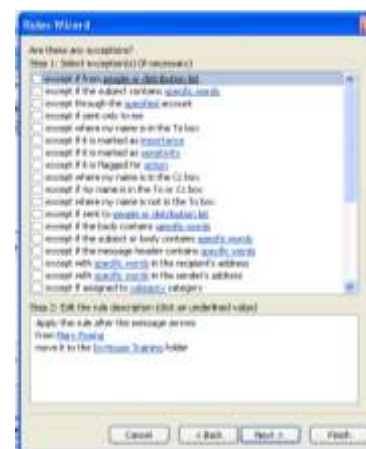 Rules Wizard
Are there any exceptions?
Step 1: Select exception(s) (if necessary)
except if from people or distribution list
except if the subject contains specific words
except through the specified account
except if sent only to me
except where my name is in the To box
except if it is marked as importance
except if it is marked as sensitivity
except if it is flagged for action
except where my name is in the Cc box
except if my name is in the To or Cc box
except where my name is not in the To box
except if sent to people or distribution list
except if the body contains specific words
except if the subject or body contains specific words
except if the message header contains specific words
except with specific words in the recipient's address
except with specific words in the sender's address
except if assigned to category category
Step 2: Edit the rule description (click an underlined value)
Apply this rule after the message arrives
from Mary
move it to the In-House Training folder
Cancel
< Back
Next >
Finish